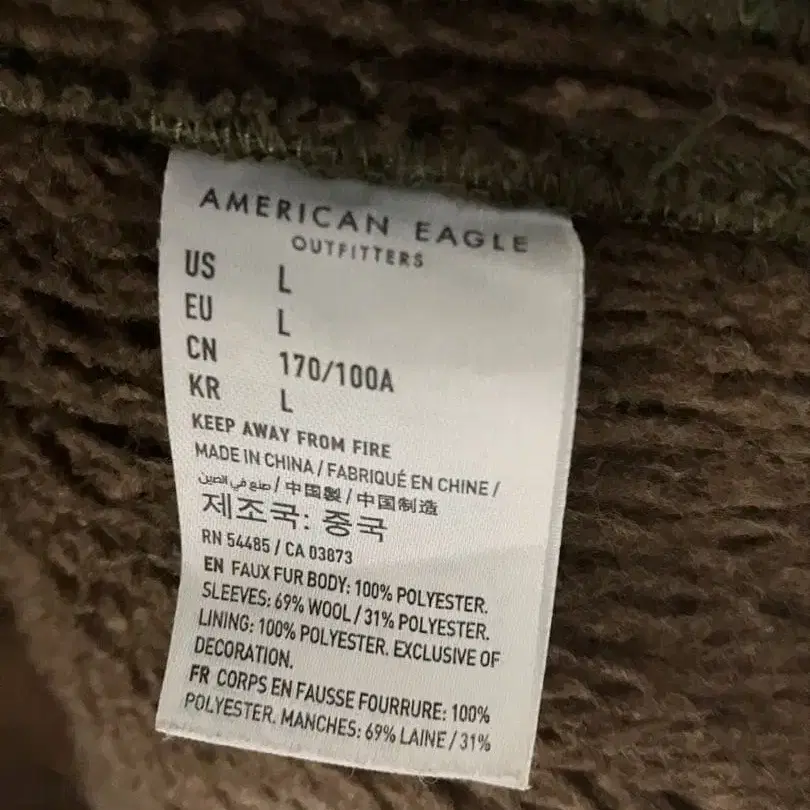 AMERICAN EAGLE
OUTFITTERS
US L
EU L
CN 170/100A
KR L
KEEP AWAY FROM FIRE
MADE IN CHINA / FABRIQUÉ EN CHINE /
صنع في الصين / 中国製 / 中国制造
제조국: 중국
RN 54485 / CA 03873
EN FAUX FUR BODY: 100% POLYESTER.
SLEEVES: 69% WOOL / 31% POLYESTER.
LINING: 100% POLYESTER. EXCLUSIVE OF
DECORATION.
FR CORPS EN FAUSSE FOURRURE: 100%
POLYESTER. MANCHES: 69% LAINE / 31%